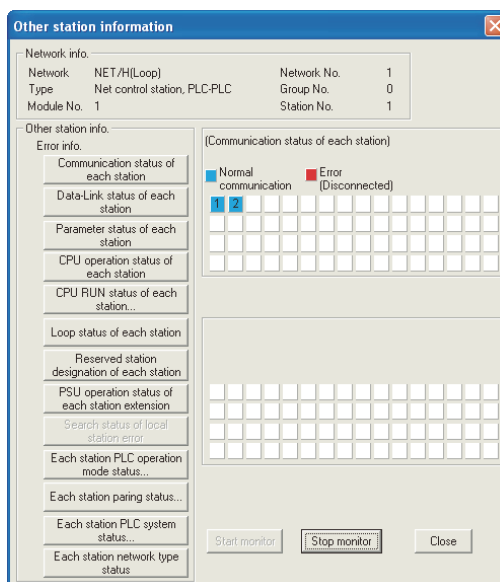 Other station information
Network info.
Network NET/H(Loop) Network No. 1
Type Net control station, PLC-PLC Group No. 0
Module No. 1 Station No. 1
Other station info.
Error info.
Communication status of
each station
Data-Link status of each
station
Parameter status of each
station
CPU operation status of
each station
CPU RUN status of each
station...
Loop status of each station
Reserved station
designation of each station
PSU operation status of
each station extension
Search status of local
station error
Each station PLC operation
mode status...
Each station paring status...
Each station PLC system
status...
Each station network type
status
(Communication status of each station)
Normal
communication
Error
(Disconnected)
1 2
Start monitor Stop monitor Close